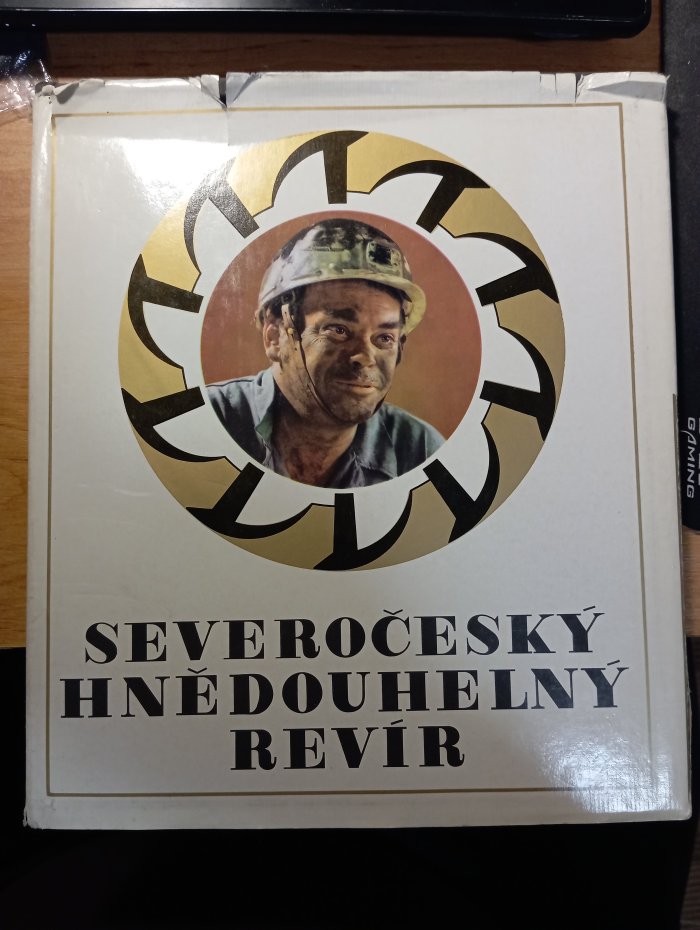 SEVEROČESKÝ
HNĚDOUHELNÝ
REVÍR
GAMING